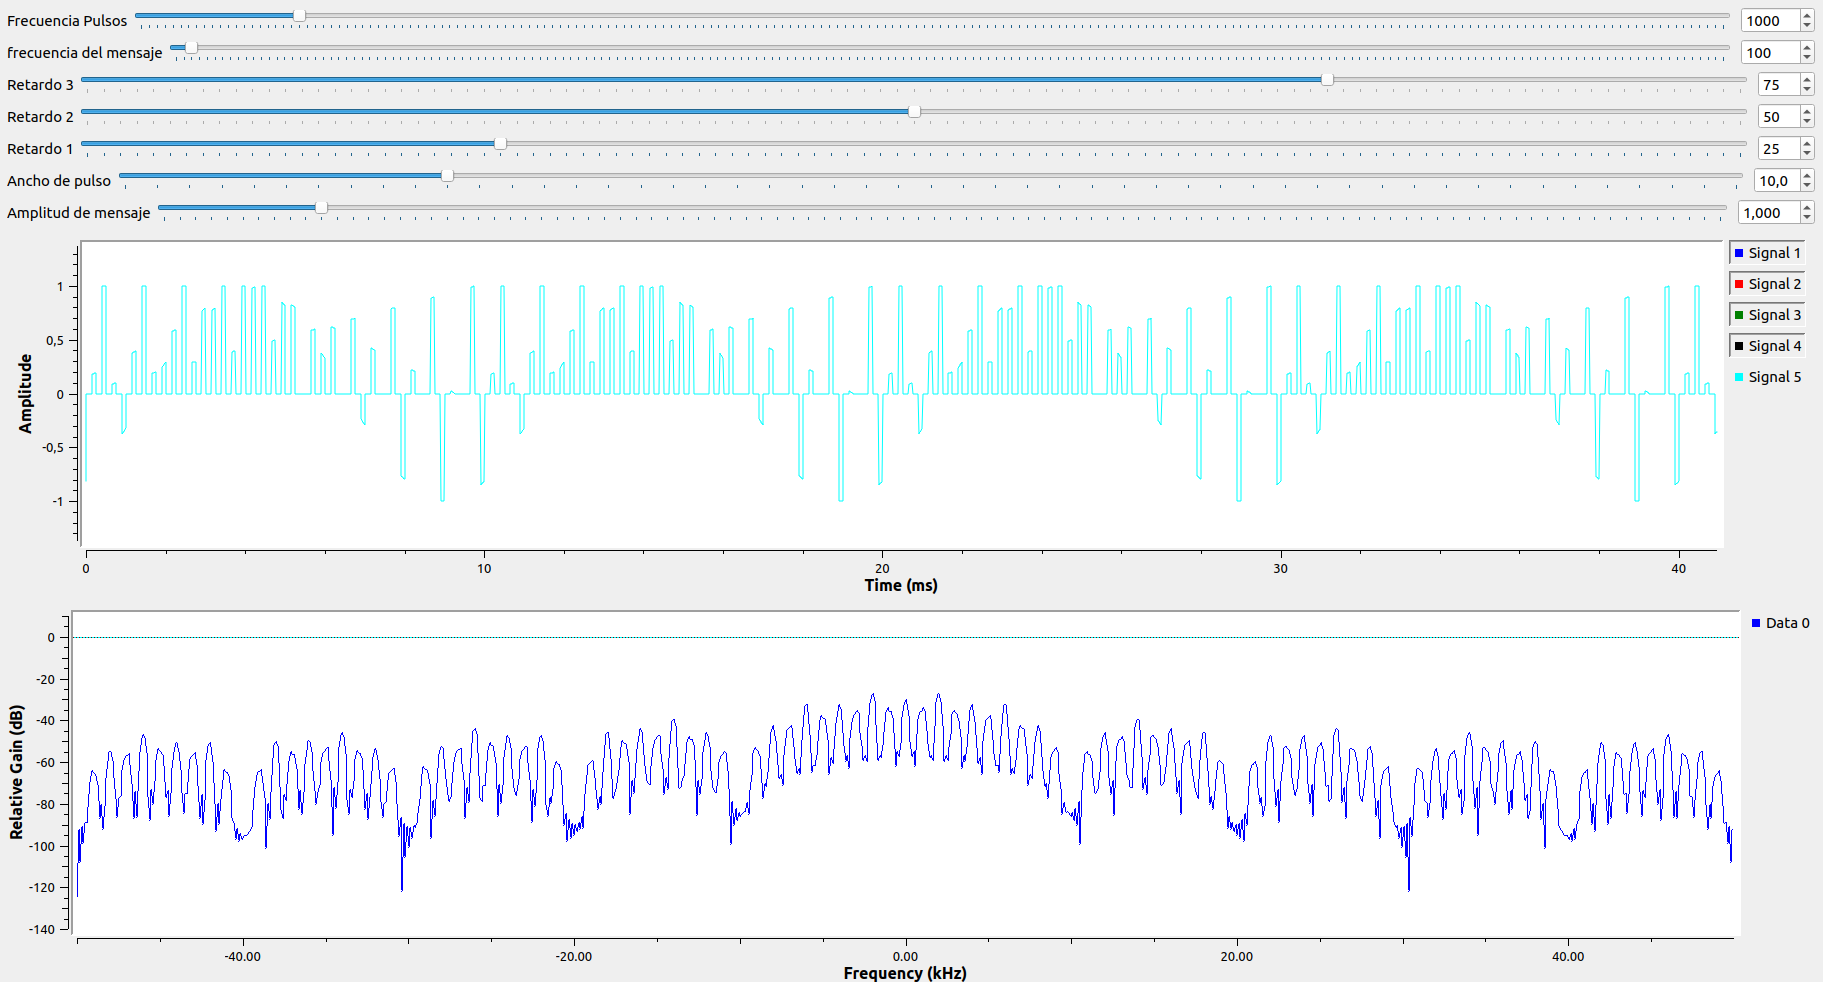 Frecuencia Pulsos 1000
frecuencia del mensaje 100
Retardo 3 75
Retardo 2 50
Retardo 1 25
Ancho de pulso 10,0
Amplitud de mensaje 1,000
Signal 1
Signal 2
Signal 3
Signal 4
Signal 5
Amplitude
1
0,5
0
-0,5
-1
0 10 20 30 40
Time (ms)
Data 0
Relative Gain (dB)
0
-20
-40
-60
-80
-100
-120
-140
-40.00 -20.00 0.00 20.00 40.00
Frequency (kHz)